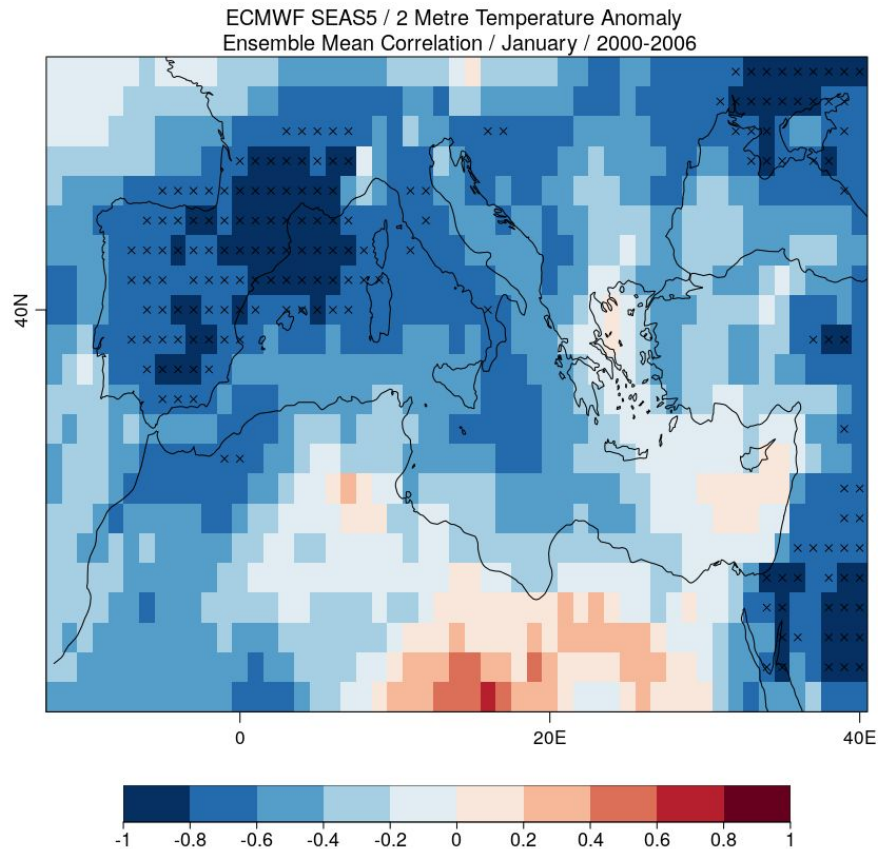 ECMWF SEAS5 / 2 Metre Temperature Anomaly
Ensemble Mean Correlation / January / 2000-2006
40N
0 20E 40E
-1 -0.8 -0.6 -0.4 -0.2 0 0.2 0.4 0.6 0.8 1